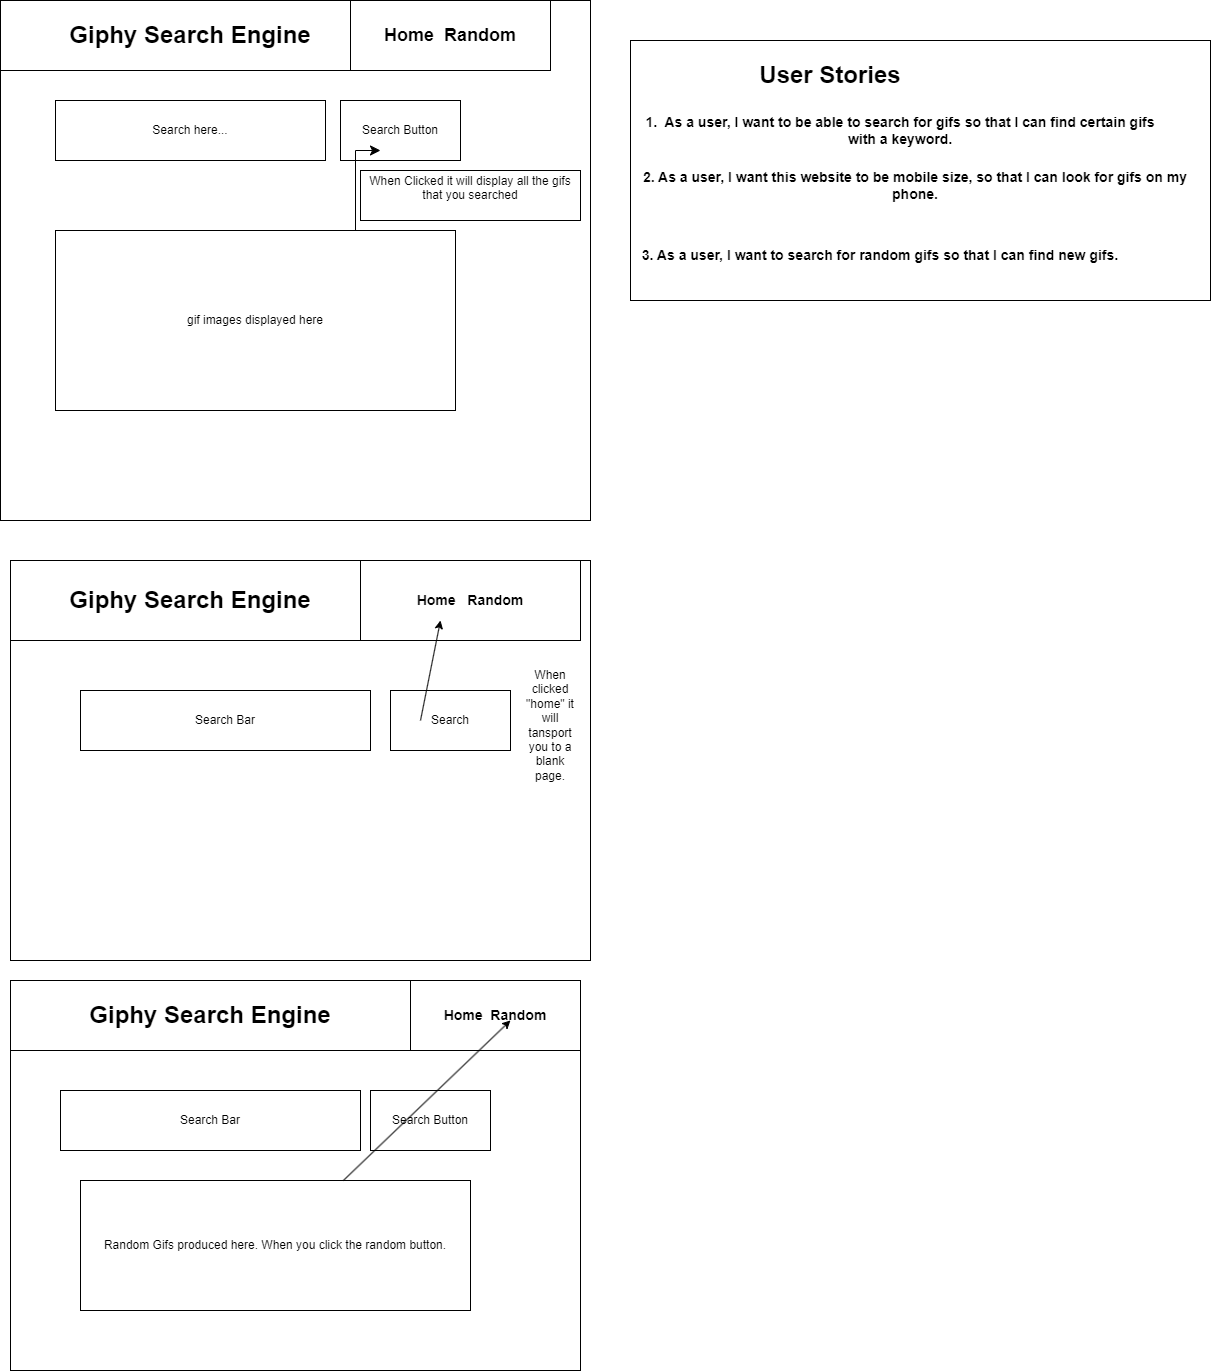 Giphy Search Engine
Home  Random
Search here...
Search Button
When Clicked it will display all the gifs
that you searched
gif images displayed here
User Stories
1.  As a user, I want to be able to search for gifs so that I can find certain gifs
with a keyword.
2. As a user, I want this website to be mobile size, so that I can look for gifs on my
phone.
3. As a user, I want to search for random gifs so that I can find new gifs.
Giphy Search Engine
Home   Random
Search Bar
Search
When
clicked
"home" it
will
tansport
you to a
blank
page.
Giphy Search Engine
Home  Random
Search Bar
Search Button
Random Gifs produced here. When you click the random button.